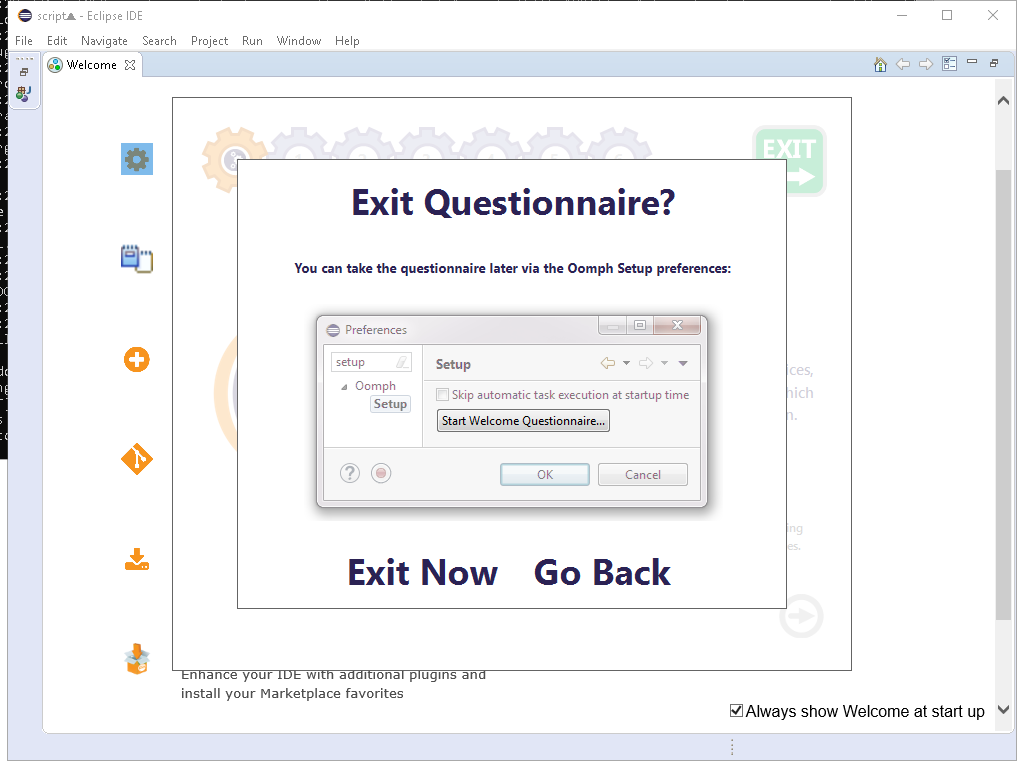 script▲ - Eclipse IDE
File Edit Navigate Search Project Run Window Help
Welcome
EXIT
Exit Questionnaire?
You can take the questionnaire later via the Oomph Setup preferences:
Preferences
setup
Setup
Oomph
Skip automatic task execution at startup time
Setup
Start Welcome Questionnaire...
OK Cancel
Exit Now Go Back
Enhance your IDE with additional plugins and
install your Marketplace favorites
Always show Welcome at start up